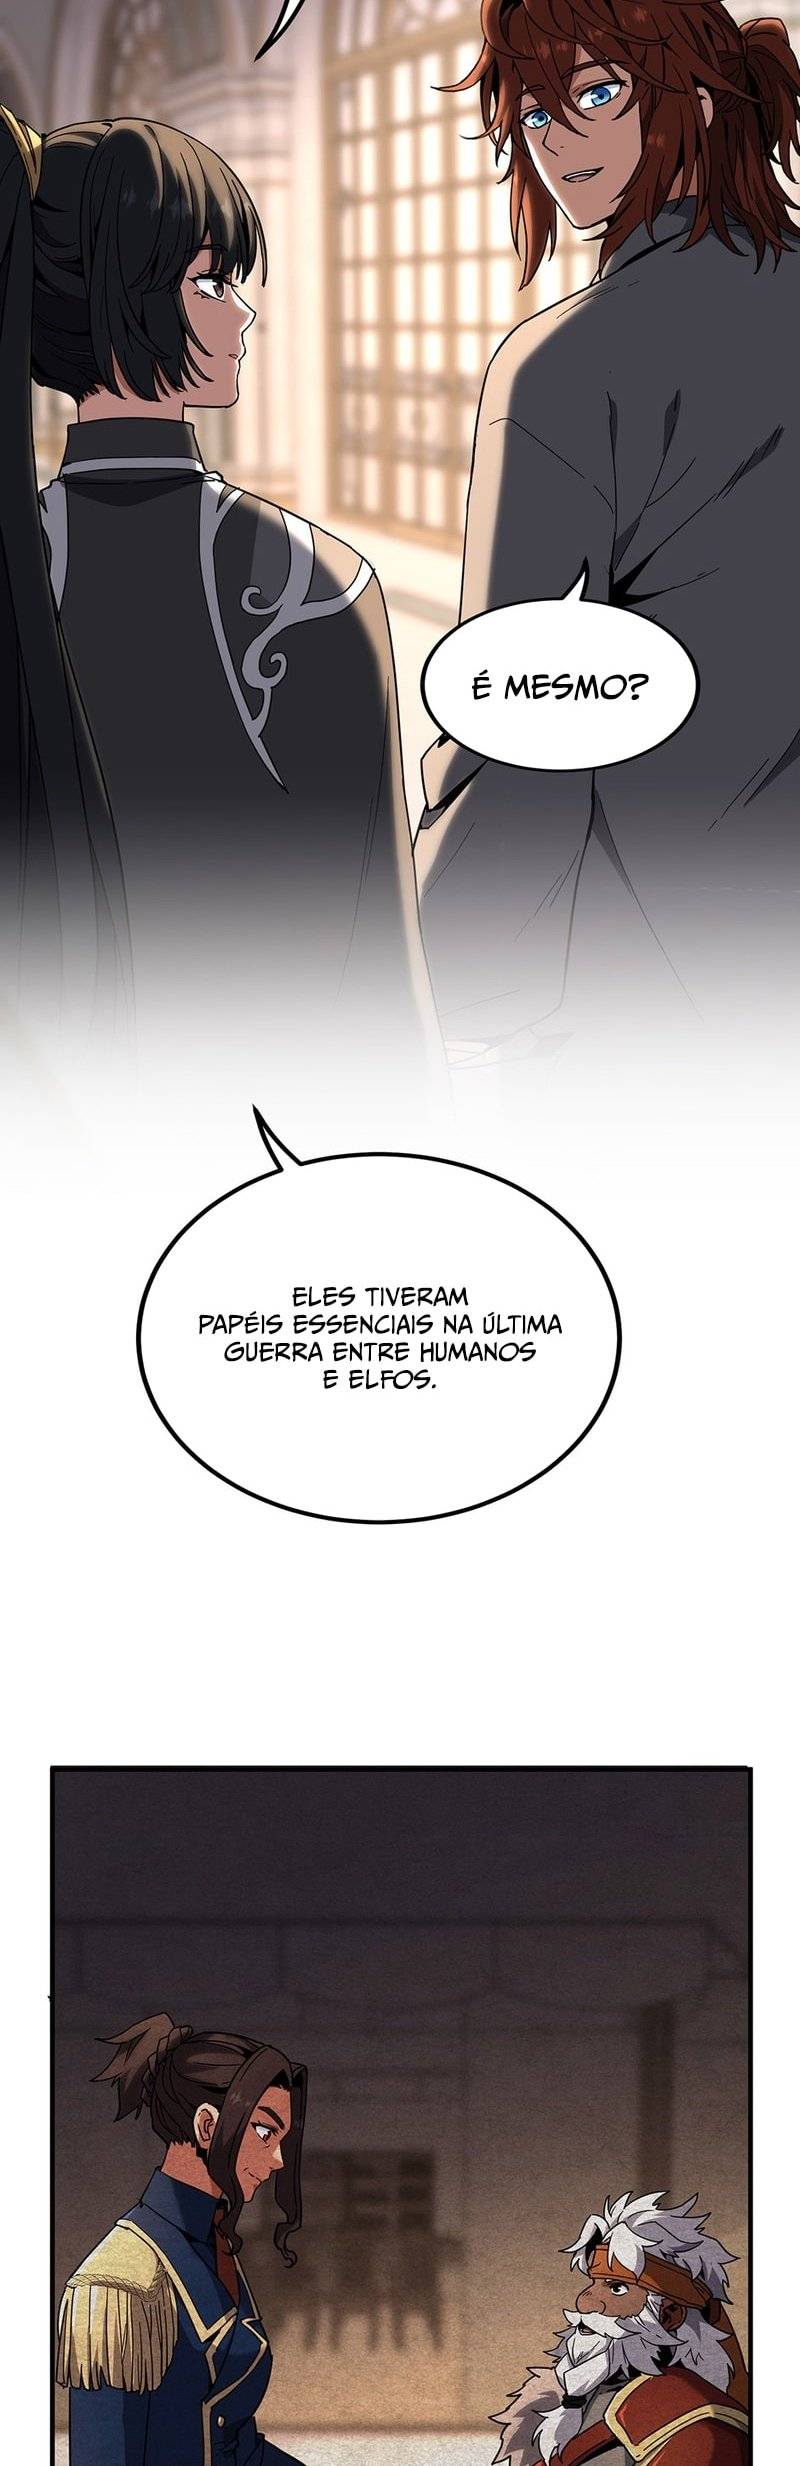 É MESMO?
ELES TIVERAM
PAPÉIS ESSENCIAIS NA ÚLTIMA
GUERRA ENTRE HUMANOS
E ELFOS.